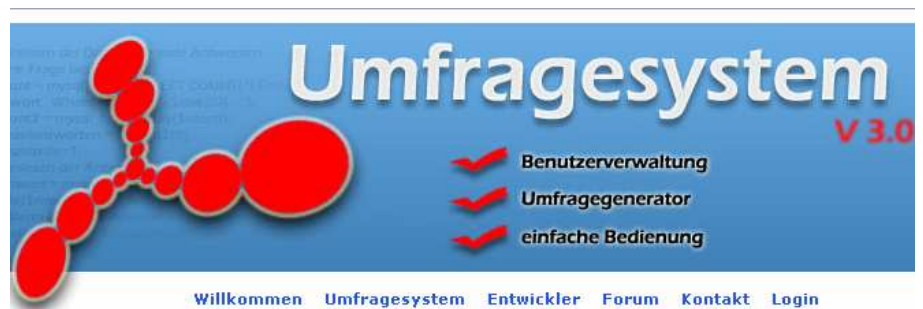 Umfragesystem
V 3.0
Benutzerverwaltung
Umfragegenerator
einfache Bedienung
Willkommen Umfragesystem Entwickler Forum Kontakt Login